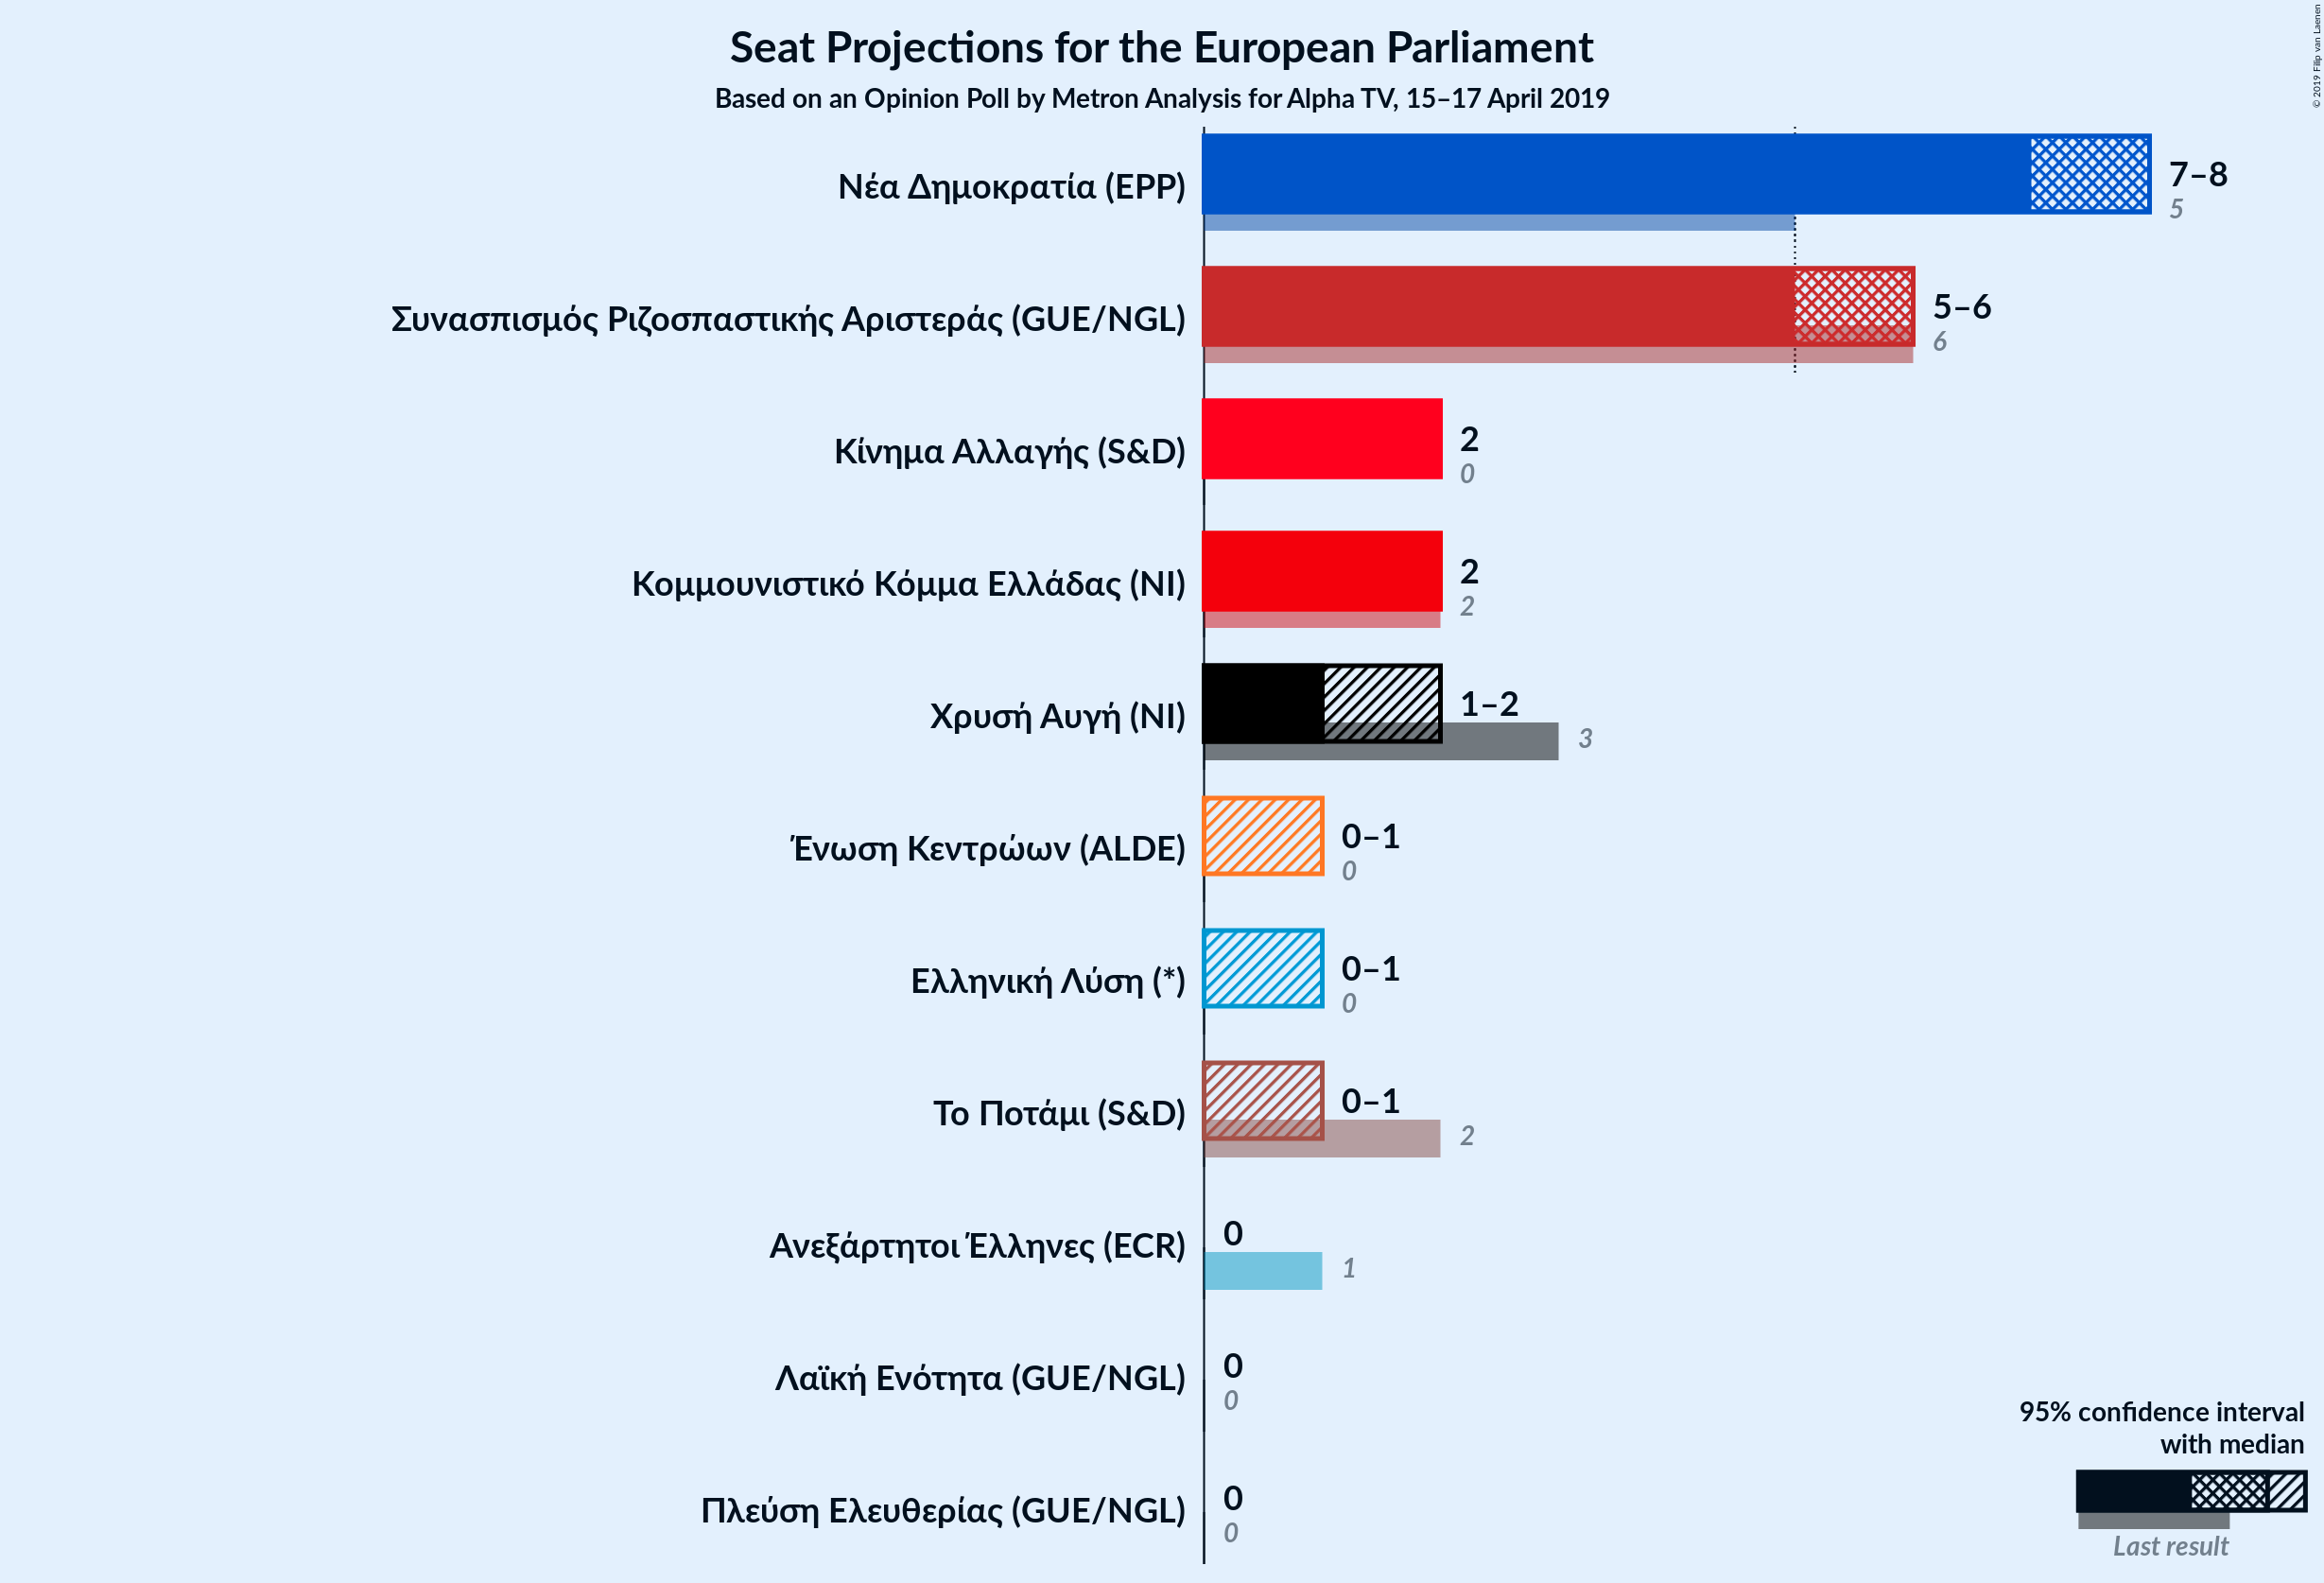 Seat Projections for the European Parliament
Based on an Opinion Poll by Metron Analysis for Alpha TV, 15–17 April 2019
© 2019 Filip van Laenen
Νέα Δημοκρατία (EPP)
7–8
5
Συνασπισμός Ριζοσπαστικής Αριστεράς (GUE/NGL)
5–6
6
Κίνημα Αλλαγής (S&D)
2
0
Κομμουνιστικό Κόμμα Ελλάδας (NI)
2
2
Χρυσή Αυγή (NI)
1–2
3
Ένωση Κεντρώων (ALDE)
0–1
0
Ελληνική Λύση (*)
0–1
0
Το Ποτάμι (S&D)
0–1
2
Ανεξάρτητοι Έλληνες (ECR)
0
1
Λαϊκή Ενότητα (GUE/NGL)
0
0
Πλεύση Ελευθερίας (GUE/NGL)
0
0
95% confidence interval
with median
Last result